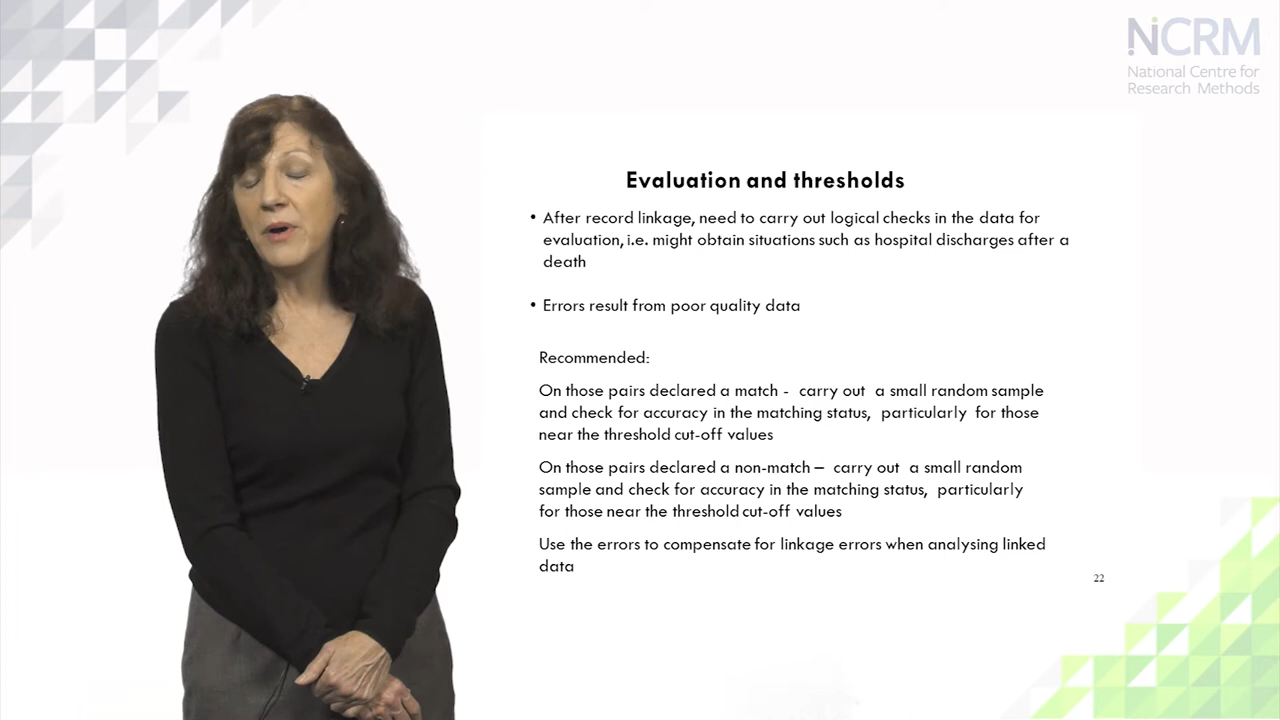 NCRM
National Centre for
Research Methods
Evaluation and thresholds
• After record linkage, need to carry out logical checks in the data for
evaluation, i.e. might obtain situations such as hospital discharges after a
death
• Errors result from poor quality data
Recommended:
On those pairs declared a match - carry out a small random sample
and check for accuracy in the matching status, particularly for those
near the threshold cut-off values
On those pairs declared a non-match – carry out a small random
sample and check for accuracy in the matching status, particularly
for those near the threshold cut-off values
Use the errors to compensate for linkage errors when analysing linked
data
22